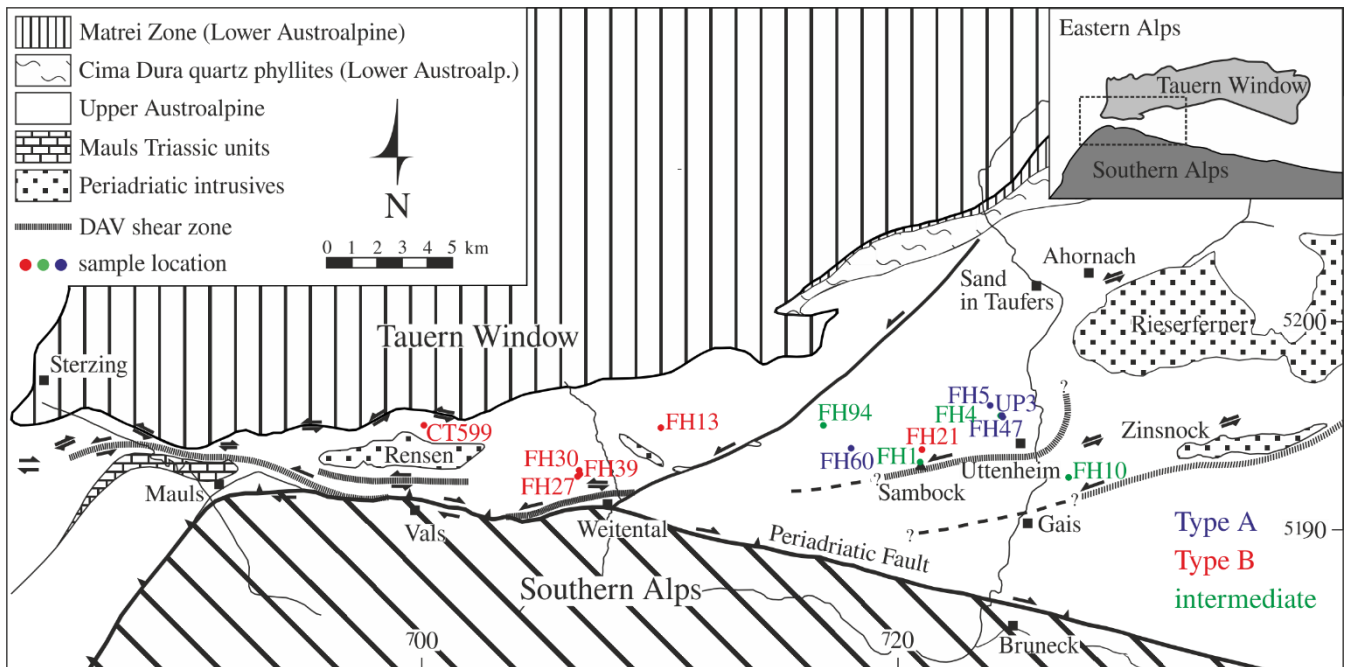 Matrei Zone (Lower Austroalpine)
Cima Dura quartz phyllites (Lower Austroalp.)
Upper Austroalpine
Mauls Triassic units
Periadriatic intrusives
DAV shear zone
sample location
N
0 1 2 3 4 5 km
Eastern Alps
Tauern Window
Southern Alps
Tauern Window
Sterzing
CT599
Rensen
Mauls
Vals
FH30
FH39
FH27
FH13
Weitental
Southern Alps
Periadriatic Fault
FH94
FH60
FH5
UP3
FH4
FH47
FH21
FH1
?
Sambock
Uttenheim
?
FH10
?
?
Gais
Zinsnock
Sand
in Taufers
Ahornach
Rieserferner
5200
5190
Type A
Type B
intermediate
Bruneck
700
720